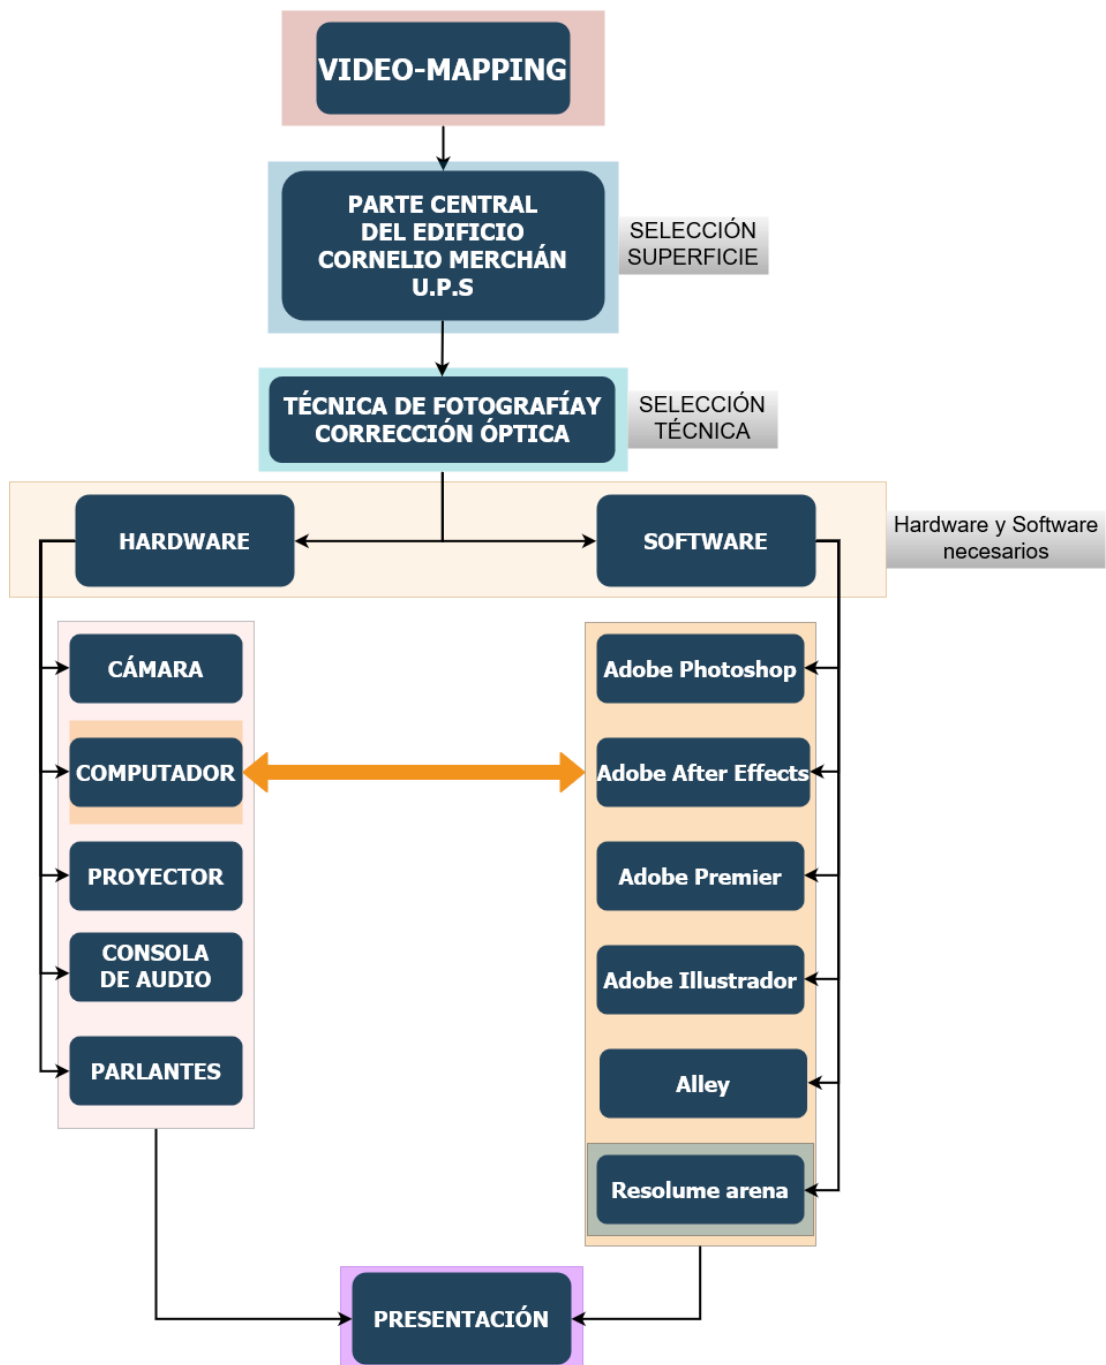 VIDEO-MAPPING
PARTE CENTRAL
DEL EDIFICIO
CORNELIO MERCHÁN
U.P.S
SELECCIÓN
SUPERFICIE
TÉCNICA DE FOTOGRAFÍAY
CORRECCIÓN ÓPTICA
SELECCIÓN
TÉCNICA
HARDWARE
SOFTWARE
Hardware y Software
necesarios
CÁMARA
COMPUTADOR
PROYECTOR
CONSOLA
DE AUDIO
PARLANTES
Adobe Photoshop
Adobe After Effects
Adobe Premier
Adobe Illustrador
Alley
Resolume arena
PRESENTACIÓN